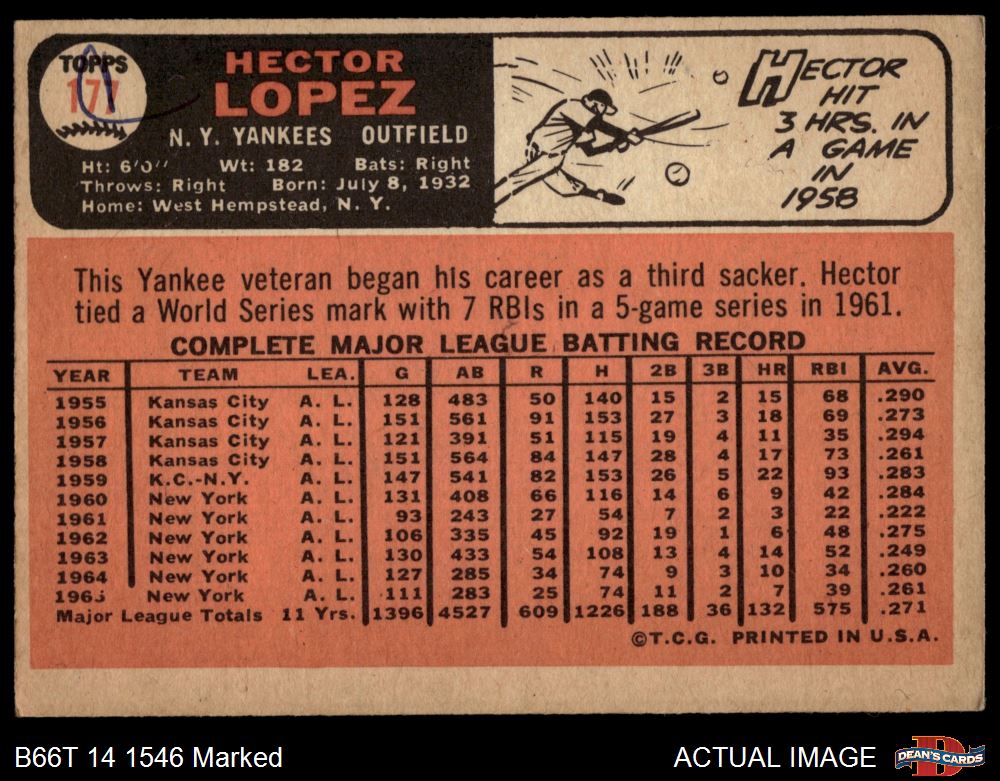 TOPPS
177
HECTOR
LOPEZ
N. Y. YANKEES OUTFIELD
Ht: 6'0'' Wt: 182 Bats: Right
Throws: Right Born: July 8, 1932
Home: West Hempstead, N. Y.
HECTOR
HIT
3 HRS. IN
A GAME
IN
1958
This Yankee veteran began his career as a third sacker. Hector
tied a World Series mark with 7 RBIs in a 5-game series in 1961.
COMPLETE MAJOR LEAGUE BATTING RECORD
YEAR TEAM LEA. G AB R H 2B 3B HR RBI AVG.
1955 Kansas City A. L. 128 483 50 140 15 2 15 68 .290
1956 Kansas City A. L. 151 561 91 153 27 3 18 69 .273
1957 Kansas City A. L. 121 391 51 115 19 4 11 35 .294
1958 Kansas City A. L. 151 564 84 147 28 4 17 73 .261
1959 K.C.-N.Y. A. L. 147 541 82 153 26 5 22 93 .283
1960 New York A. L. 131 408 66 116 14 6 9 42 .284
1961 New York A. L. 93 243 27 54 7 2 3 22 .222
1962 New York A. L. 106 335 45 92 19 1 6 48 .275
1963 New York A. L. 130 433 54 108 13 4 14 52 .249
1964 New York A. L. 127 285 34 74 9 3 10 34 .260
1965 New York A. L. 111 283 25 74 11 2 7 39 .261
Major League Totals 11 Yrs. 1396 4527 609 1226 188 36 132 575 .271
©T.C.G. PRINTED IN U.S.A.
B66T 14 1546 Marked
ACTUAL IMAGE
D
DEAN'S CARDS